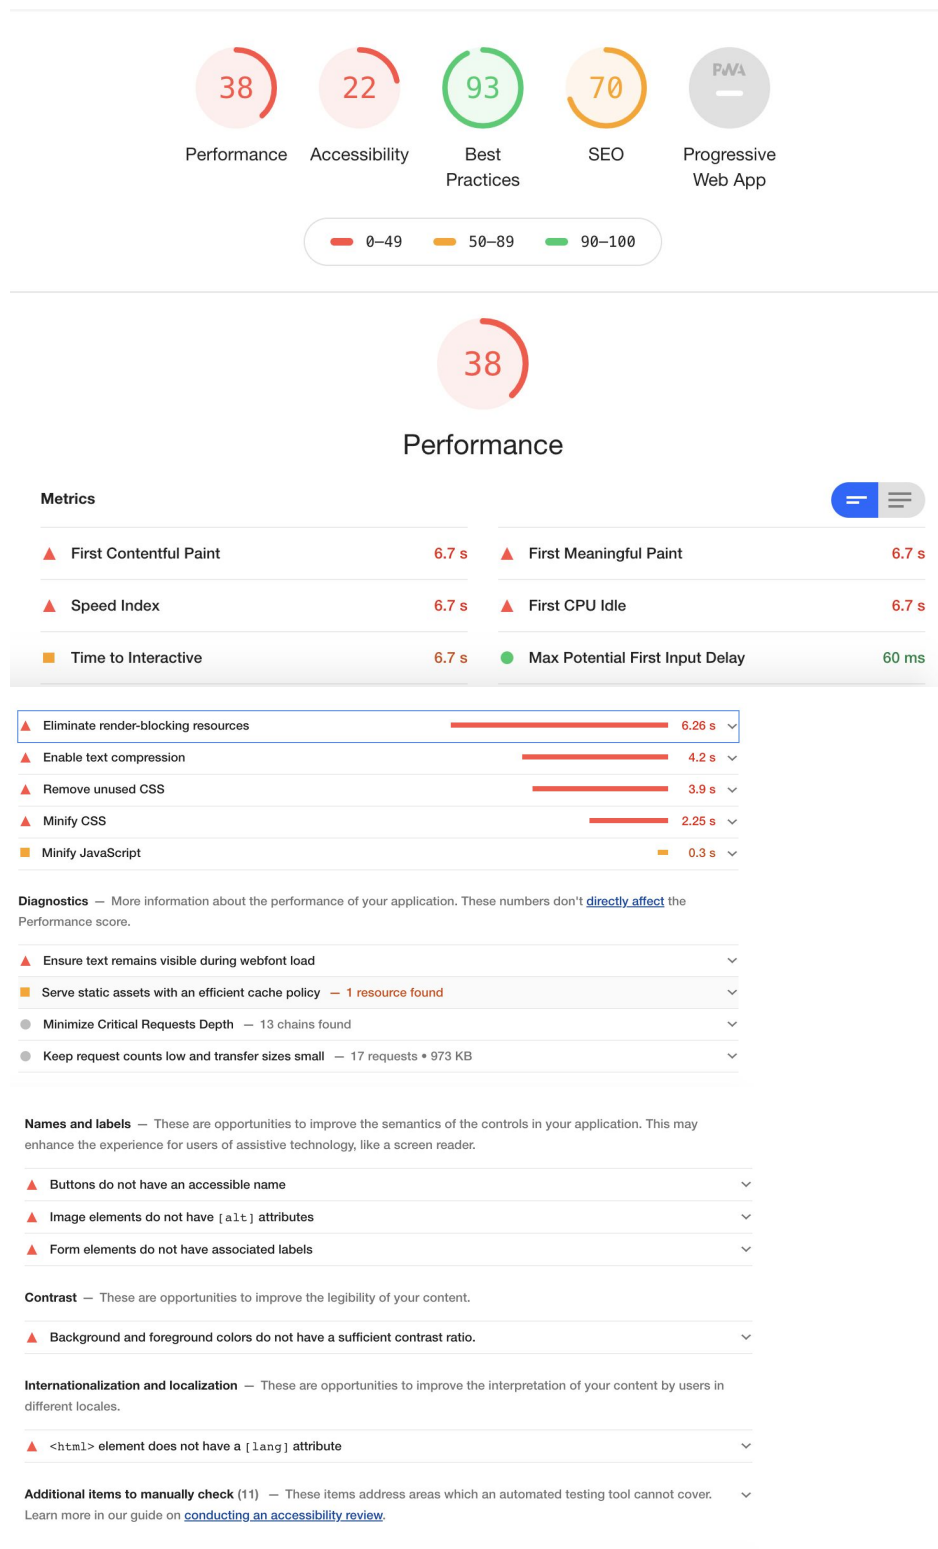 38
22
93
70
PWA
Performance
Accessibility
Best
Practices
SEO
Progressive
Web App
0–49
50–89
90–100
38
Performance
Metrics
First Contentful Paint
6.7 s
First Meaningful Paint
6.7 s
Speed Index
6.7 s
First CPU Idle
6.7 s
Time to Interactive
6.7 s
Max Potential First Input Delay
60 ms
Eliminate render-blocking resources
6.26 s
Enable text compression
4.2 s
Remove unused CSS
3.9 s
Minify CSS
2.25 s
Minify JavaScript
0.3 s
Diagnostics — More information about the performance of your application. These numbers don't directly affect the
Performance score.
Ensure text remains visible during webfont load
Serve static assets with an efficient cache policy — 1 resource found
Minimize Critical Requests Depth — 13 chains found
Keep request counts low and transfer sizes small — 17 requests • 973 KB
Names and labels — These are opportunities to improve the semantics of the controls in your application. This may
enhance the experience for users of assistive technology, like a screen reader.
Buttons do not have an accessible name
Image elements do not have [alt] attributes
Form elements do not have associated labels
Contrast — These are opportunities to improve the legibility of your content.
Background and foreground colors do not have a sufficient contrast ratio.
Internationalization and localization — These are opportunities to improve the interpretation of your content by users in
different locales.
<html> element does not have a [lang] attribute
Additional items to manually check (11) — These items address areas which an automated testing tool cannot cover.
Learn more in our guide on conducting an accessibility review.